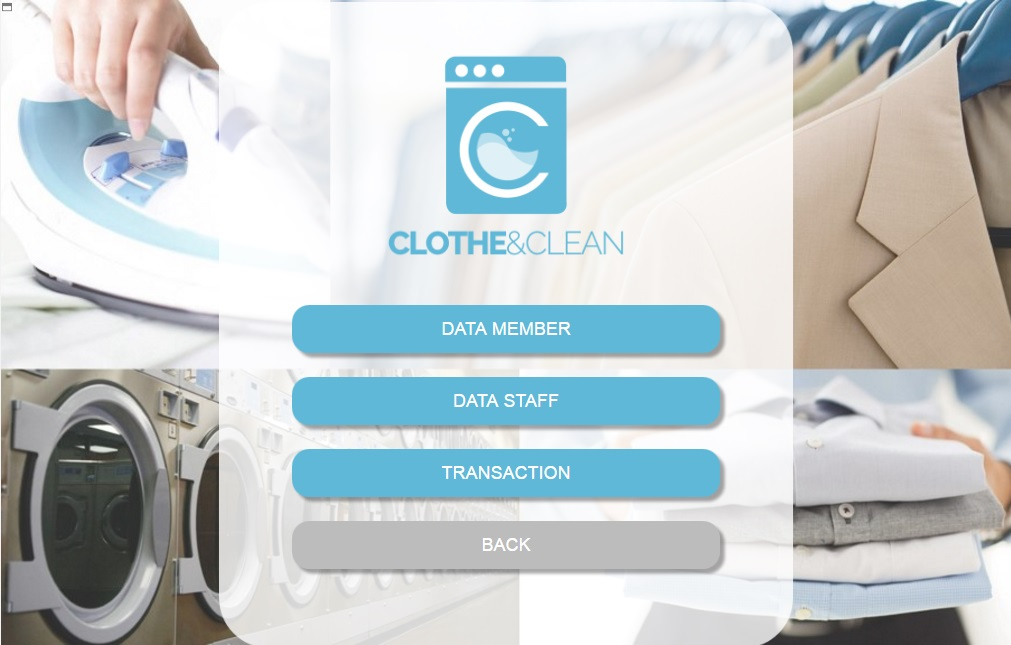 CLOTHE&CLEAN
DATA MEMBER
DATA STAFF
TRANSACTION
BACK